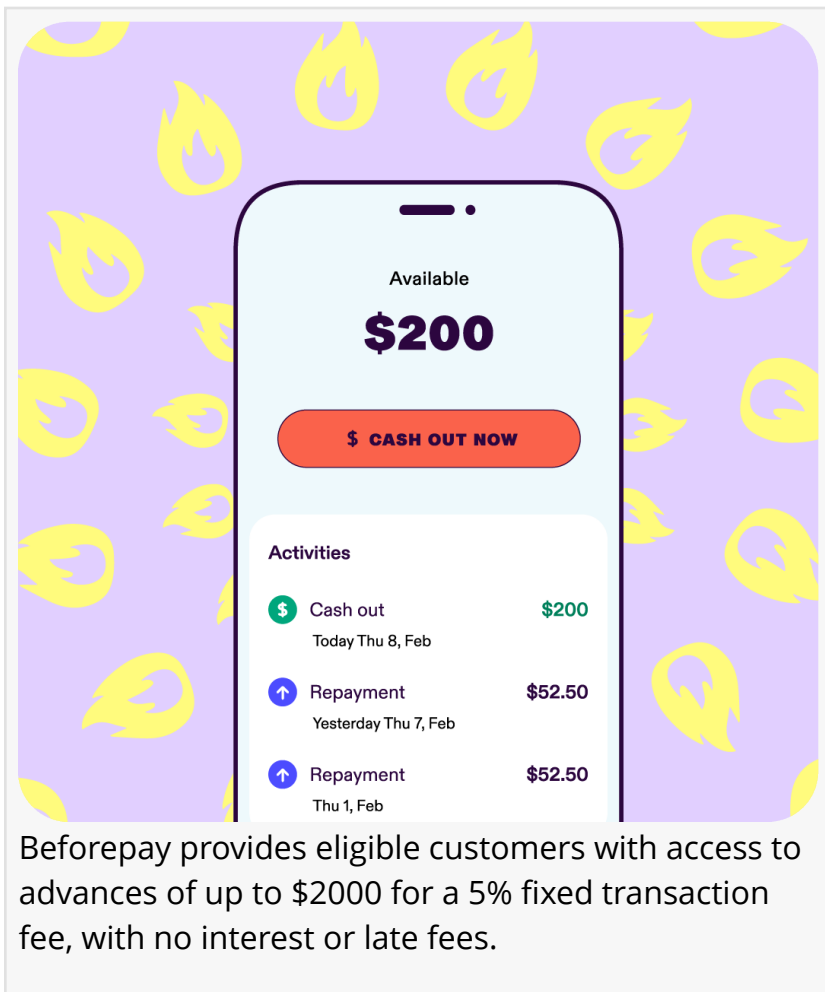 Available
$200
$ CASH OUT NOW
Activities
$ Cash out $200
Today Thu 8, Feb
Repayment $52.50
Yesterday Thu 7, Feb
Repayment $52.50
Thu 1, Feb
Beforepay provides eligible customers with access to
advances of up to $2000 for a 5% fixed transaction
fee, with no interest or late fees.